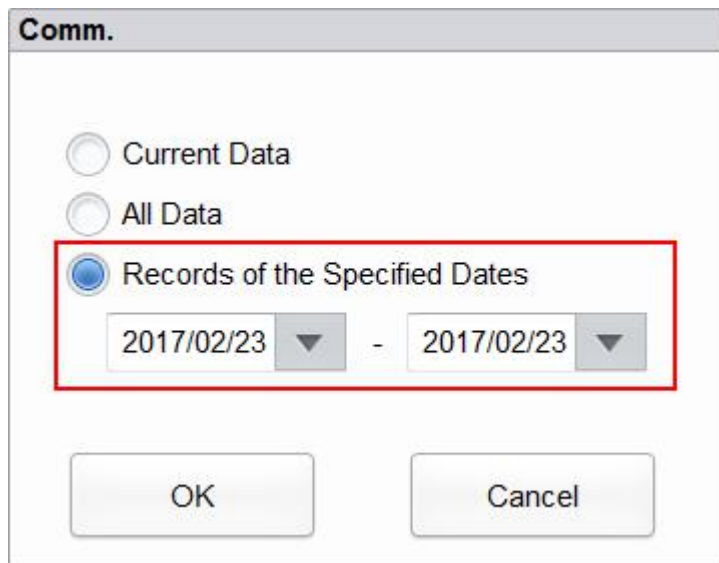 Comm.
Current Data
All Data
Records of the Specified Dates
2017/02/23 - 2017/02/23
OK Cancel